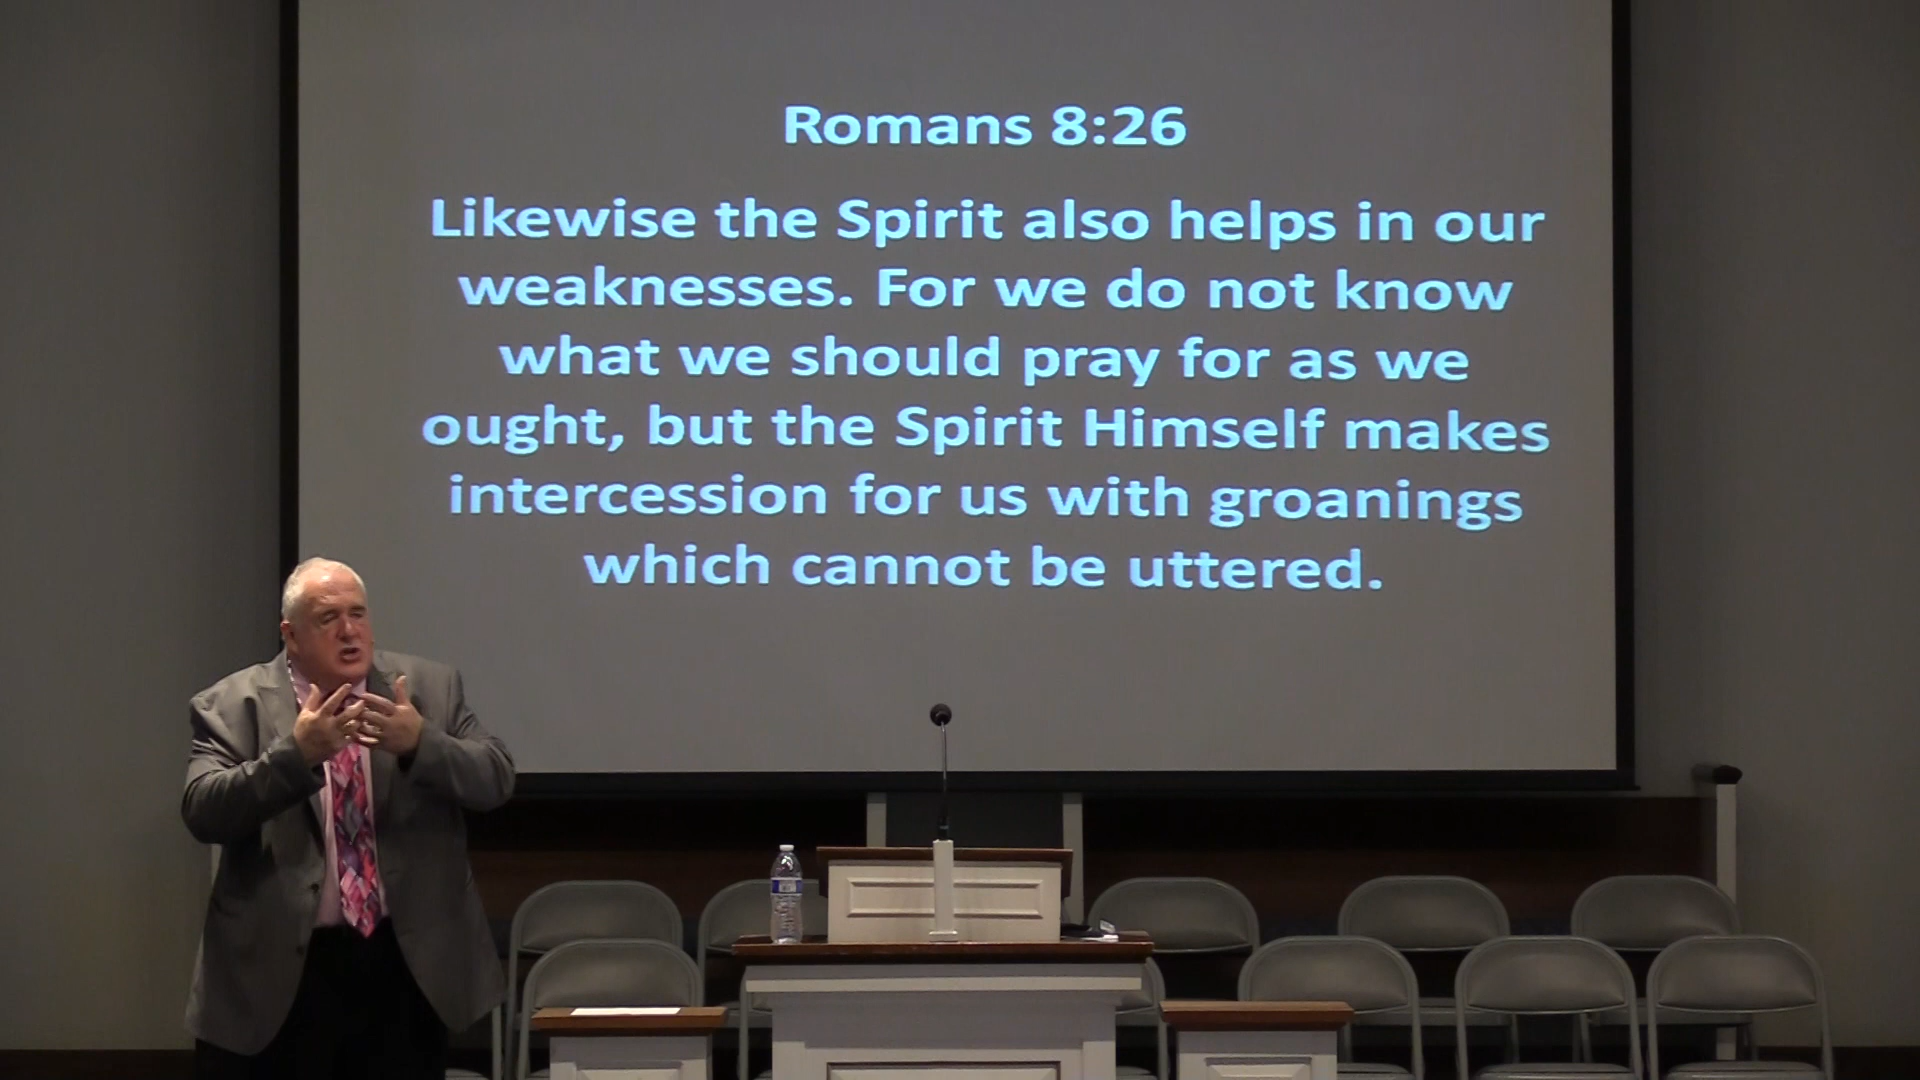 Romans 8:26
Likewise the Spirit also helps in our
weaknesses. For we do not know
what we should pray for as we
ought, but the Spirit Himself makes
intercession for us with groanings
which cannot be uttered.